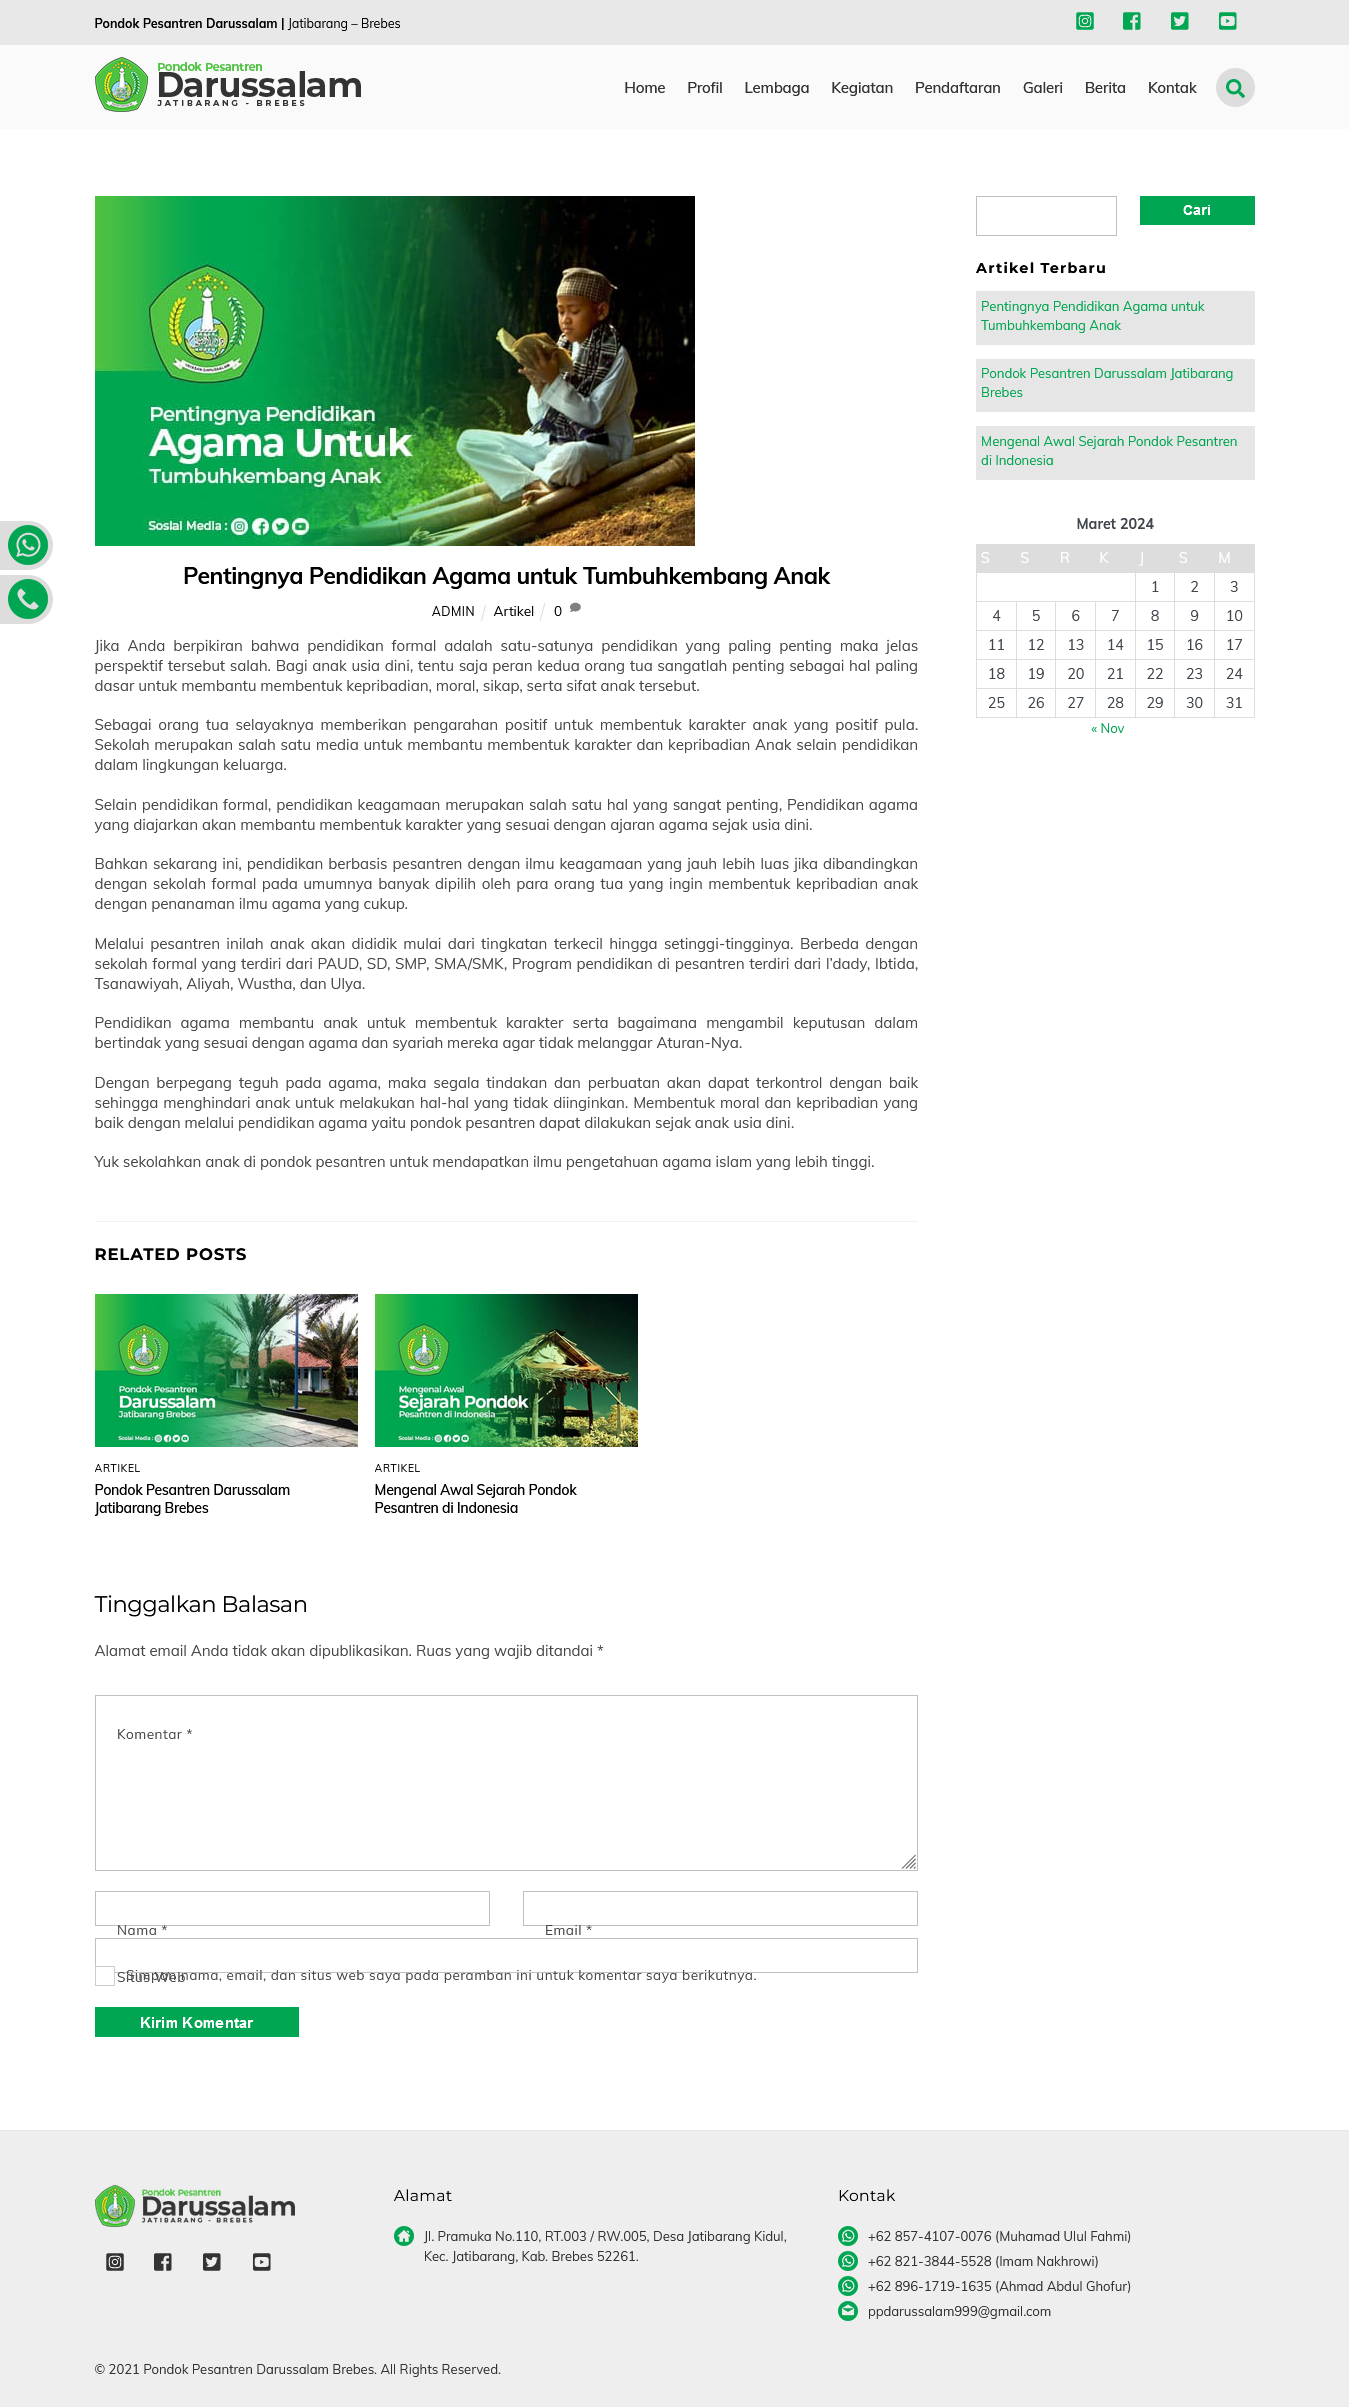 Pondok Pesantren Darussalam | Jatibarang – Brebes
Pondok Pesantren
Darussalam
JATIBARANG - BREBES
Home Profil Lembaga Kegiatan Pendaftaran Galeri Berita Kontak
Pentingnya Pendidikan
Agama Untuk
Tumbuhkembang Anak
Sosial Media :
Pentingnya Pendidikan Agama untuk Tumbuhkembang Anak
ADMIN / Artikel / 0
Jika Anda berpikiran bahwa pendidikan formal adalah satu-satunya pendidikan yang paling penting maka jelas
perspektif tersebut salah. Bagi anak usia dini, tentu saja peran kedua orang tua sangatlah penting sebagai hal paling
dasar untuk membantu membentuk kepribadian, moral, sikap, serta sifat anak tersebut.
Sebagai orang tua selayaknya memberikan pengarahan positif untuk membentuk karakter anak yang positif pula.
Sekolah merupakan salah satu media untuk membantu membentuk karakter dan kepribadian Anak selain pendidikan
dalam lingkungan keluarga.
Selain pendidikan formal, pendidikan keagamaan merupakan salah satu hal yang sangat penting, Pendidikan agama
yang diajarkan akan membantu membentuk karakter yang sesuai dengan ajaran agama sejak usia dini.
Bahkan sekarang ini, pendidikan berbasis pesantren dengan ilmu keagamaan yang jauh lebih luas jika dibandingkan
dengan sekolah formal pada umumnya banyak dipilih oleh para orang tua yang ingin membentuk kepribadian anak
dengan penanaman ilmu agama yang cukup.
Melalui pesantren inilah anak akan dididik mulai dari tingkatan terkecil hingga setinggi-tingginya. Berbeda dengan
sekolah formal yang terdiri dari PAUD, SD, SMP, SMA/SMK, Program pendidikan di pesantren terdiri dari I’dady, Ibtida,
Tsanawiyah, Aliyah, Wustha, dan Ulya.
Pendidikan agama membantu anak untuk membentuk karakter serta bagaimana mengambil keputusan dalam
bertindak yang sesuai dengan agama dan syariah mereka agar tidak melanggar Aturan-Nya.
Dengan berpegang teguh pada agama, maka segala tindakan dan perbuatan akan dapat terkontrol dengan baik
sehingga menghindari anak untuk melakukan hal-hal yang tidak diinginkan. Membentuk moral dan kepribadian yang
baik dengan melalui pendidikan agama yaitu pondok pesantren dapat dilakukan sejak anak usia dini.
Yuk sekolahkan anak di pondok pesantren untuk mendapatkan ilmu pengetahuan agama islam yang lebih tinggi.
RELATED POSTS
Pondok Pesantren
Darussalam
Jatibarang Brebes
Sosial Media :
ARTIKEL
Pondok Pesantren Darussalam
Jatibarang Brebes
Mengenal Awal
Sejarah Pondok
Pesantren di Indonesia
Sosial Media :
ARTIKEL
Mengenal Awal Sejarah Pondok
Pesantren di Indonesia
Tinggalkan Balasan
Alamat email Anda tidak akan dipublikasikan. Ruas yang wajib ditandai *
Komentar *
Nama *
Email *
Situs Web
Simpan nama, email, dan situs web saya pada peramban ini untuk komentar saya berikutnya.
Kirim Komentar
Cari
Artikel Terbaru
Pentingnya Pendidikan Agama untuk
Tumbuhkembang Anak
Pondok Pesantren Darussalam Jatibarang
Brebes
Mengenal Awal Sejarah Pondok Pesantren
di Indonesia
Maret 2024
S S R K J S M
1 2 3
4 5 6 7 8 9 10
11 12 13 14 15 16 17
18 19 20 21 22 23 24
25 26 27 28 29 30 31
« Nov
Pondok Pesantren
Darussalam
JATIBARANG - BREBES
Alamat
Jl. Pramuka No.110, RT.003 / RW.005, Desa Jatibarang Kidul,
Kec. Jatibarang, Kab. Brebes 52261.
Kontak
+62 857-4107-0076 (Muhamad Ulul Fahmi)
+62 821-3844-5528 (Imam Nakhrowi)
+62 896-1719-1635 (Ahmad Abdul Ghofur)
ppdarussalam999@gmail.com
© 2021 Pondok Pesantren Darussalam Brebes. All Rights Reserved.